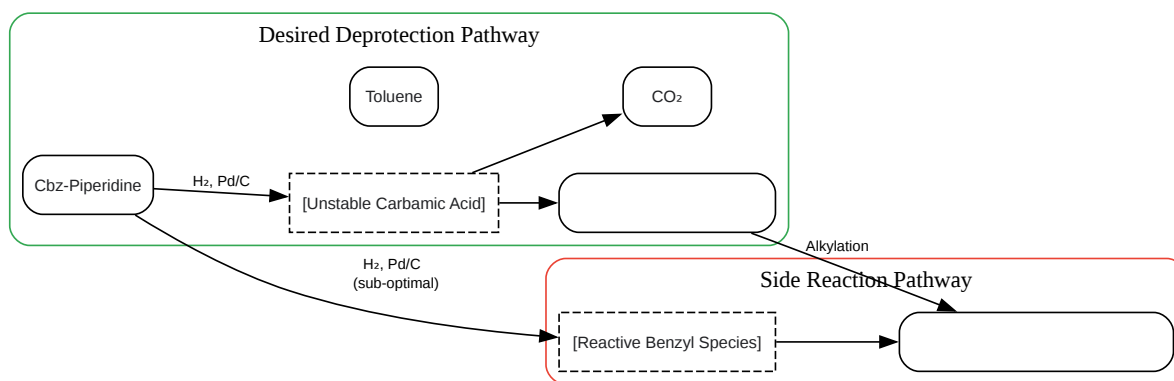 Desired Deprotection Pathway
Toluene
CO₂
Cbz-Piperidine
H₂, Pd/C
[Unstable Carbamic Acid]
Alkylation
H₂, Pd/C
(sub-optimal)
Side Reaction Pathway
[Reactive Benzyl Species]